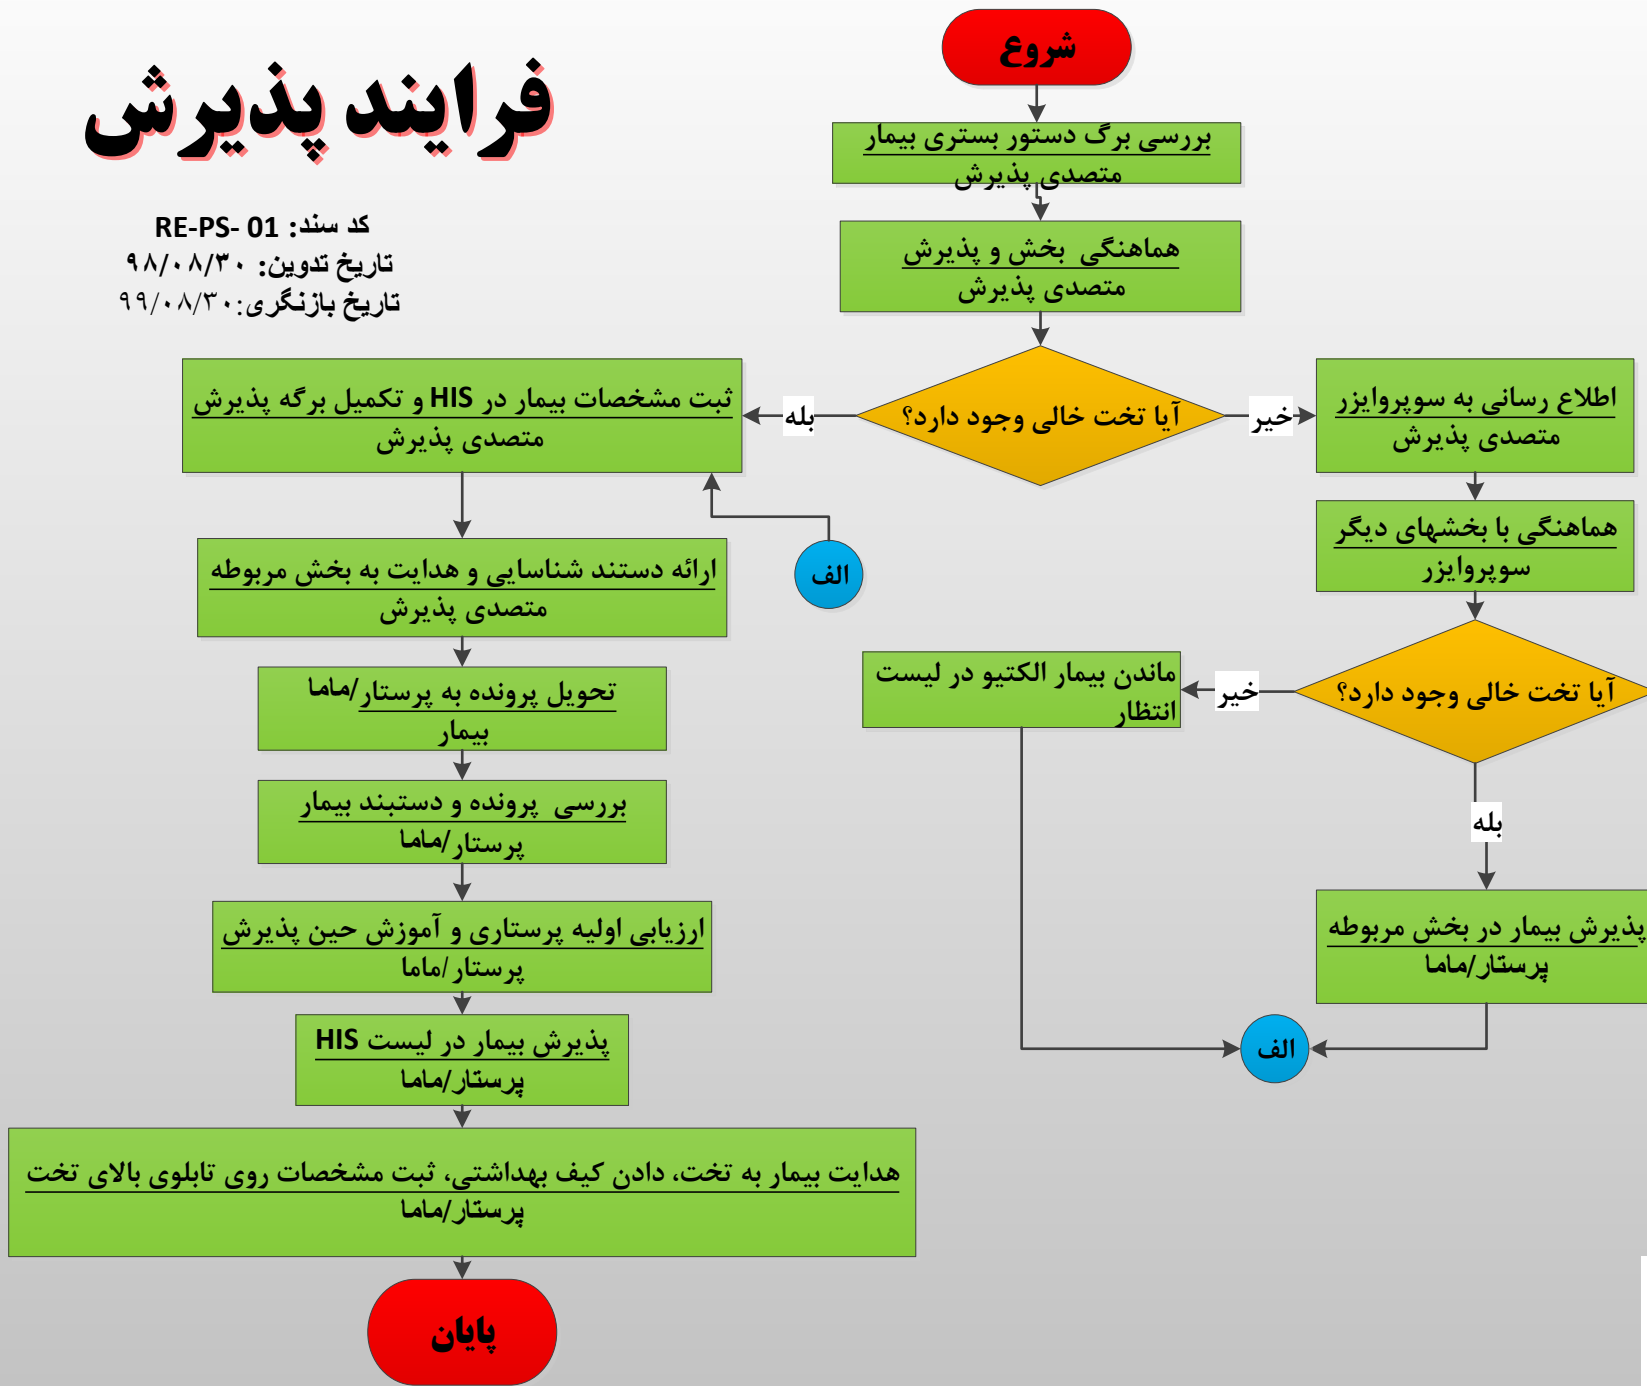 فرایند پذیرش
کد سند: RE-PS- 01
تاریخ تدوین: ۹۸/۰۸/۳۰
تاریخ بازنگری:۹۹/۰۸/۳۰
شروع
بررسی برگ دستور بستری بیمار
متصدی پذیرش
هماهنگی بخش و پذیرش
متصدی پذیرش
آیا تخت خالی وجود دارد؟
خیر
بله
اطلاع رسانی به سوپروایزر
متصدی پذیرش
هماهنگی با بخشهای دیگر
سوپروایزر
آیا تخت خالی وجود دارد؟
خیر
ماندن بیمار الکتیو در لیست
انتظار
بله
پذیرش بیمار در بخش مربوطه
پرستار/ماما
الف
ثبت مشخصات بیمار در HIS و تکمیل برگه پذیرش
متصدی پذیرش
الف
ارائه دستند شناسایی و هدایت به بخش مربوطه
متصدی پذیرش
تحویل پرونده به پرستار/ماما
بیمار
بررسی پرونده و دستبند بیمار
پرستار/ماما
ارزیابی اولیه پرستاری و آموزش حین پذیرش
پرستار/ماما
پذیرش بیمار در لیست HIS
پرستار/ماما
هدایت بیمار به تخت، دادن کیف بهداشتی، ثبت مشخصات روی تابلوی بالای تخت
پرستار/ماما
پایان